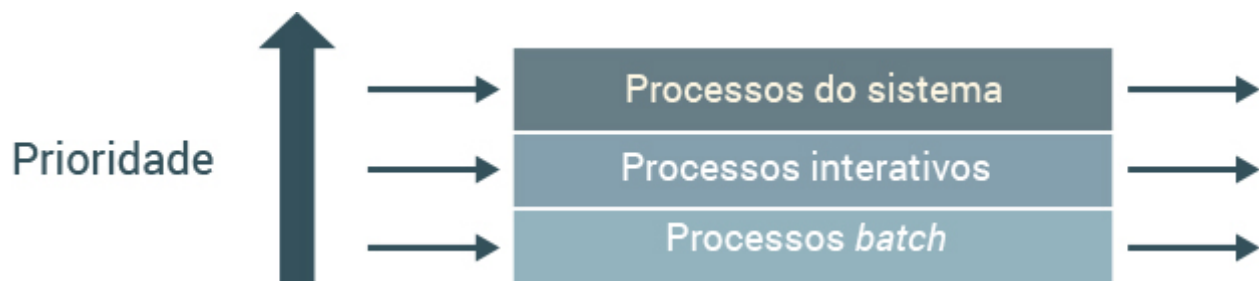 Processos do sistema
Prioridade
Processos interativos
Processos batch